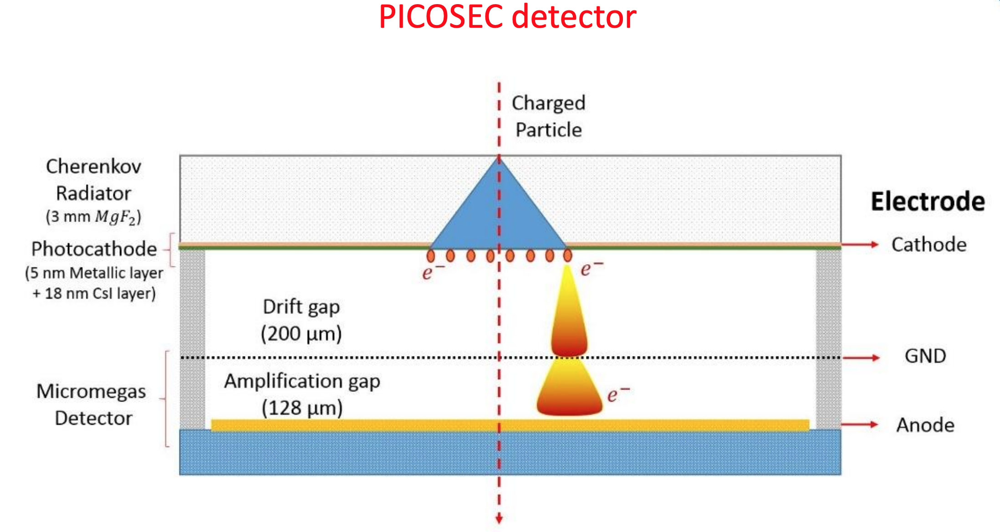 PICOSEC detector
Charged
Particle
Cherenkov
Radiator
(3 mm MgF₂)
Electrode
Photocathode
Cathode
(5 nm Metallic layer
+ 18 nm CsI layer)
e⁻
e⁻
Drift gap
(200 µm)
GND
Amplification gap
(128 µm)
Micromegas
Detector
e⁻
Anode